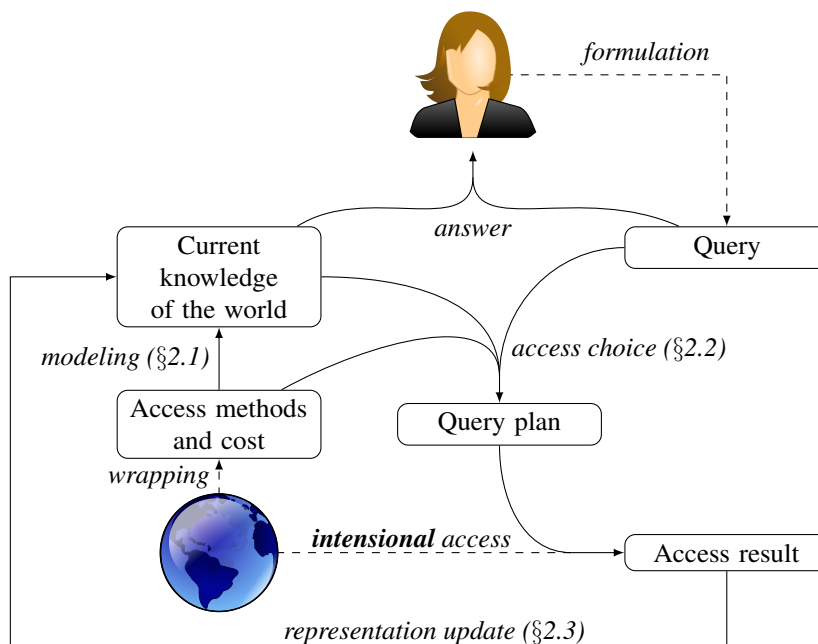 formulation
answer
Current
knowledge
of the world
Query
modeling (§2.1)
access choice (§2.2)
Access methods
and cost
Query plan
wrapping
intensional access
Access result
representation update (§2.3)